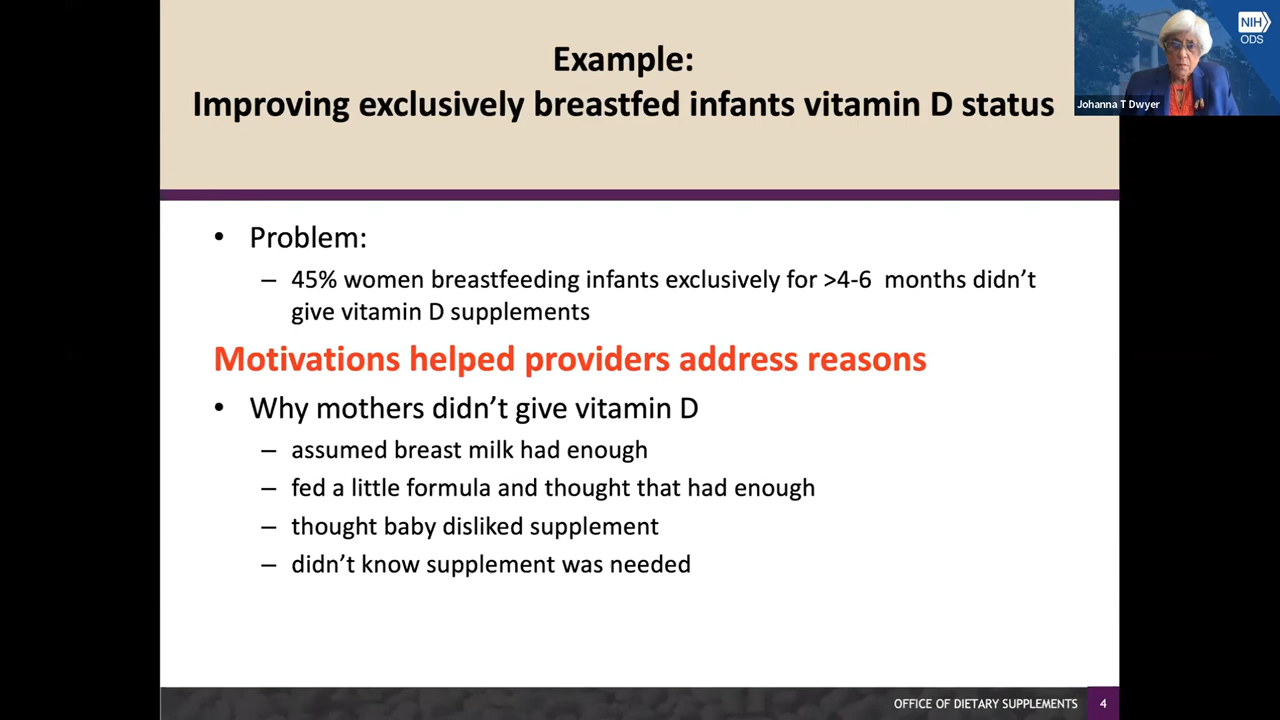 Example:
Improving exclusively breastfed infants vitamin D status
NIH
ODS
Johanna T Dwyer
• Problem:
– 45% women breastfeeding infants exclusively for >4-6 months didn’t
give vitamin D supplements
Motivations helped providers address reasons
• Why mothers didn’t give vitamin D
– assumed breast milk had enough
– fed a little formula and thought that had enough
– thought baby disliked supplement
– didn’t know supplement was needed
OFFICE OF DIETARY SUPPLEMENTS 4